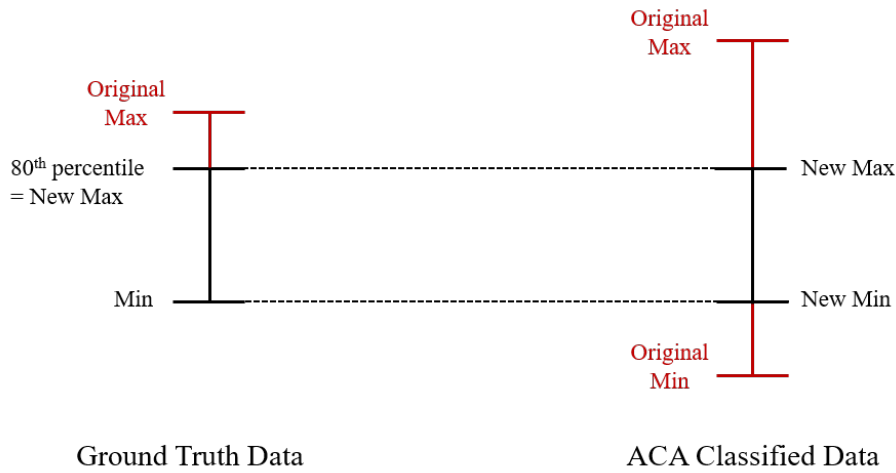 Original
Max
Original
Max
80th percentile
= New Max
New Max
Min
New Min
Original
Min
Ground Truth Data
ACA Classified Data